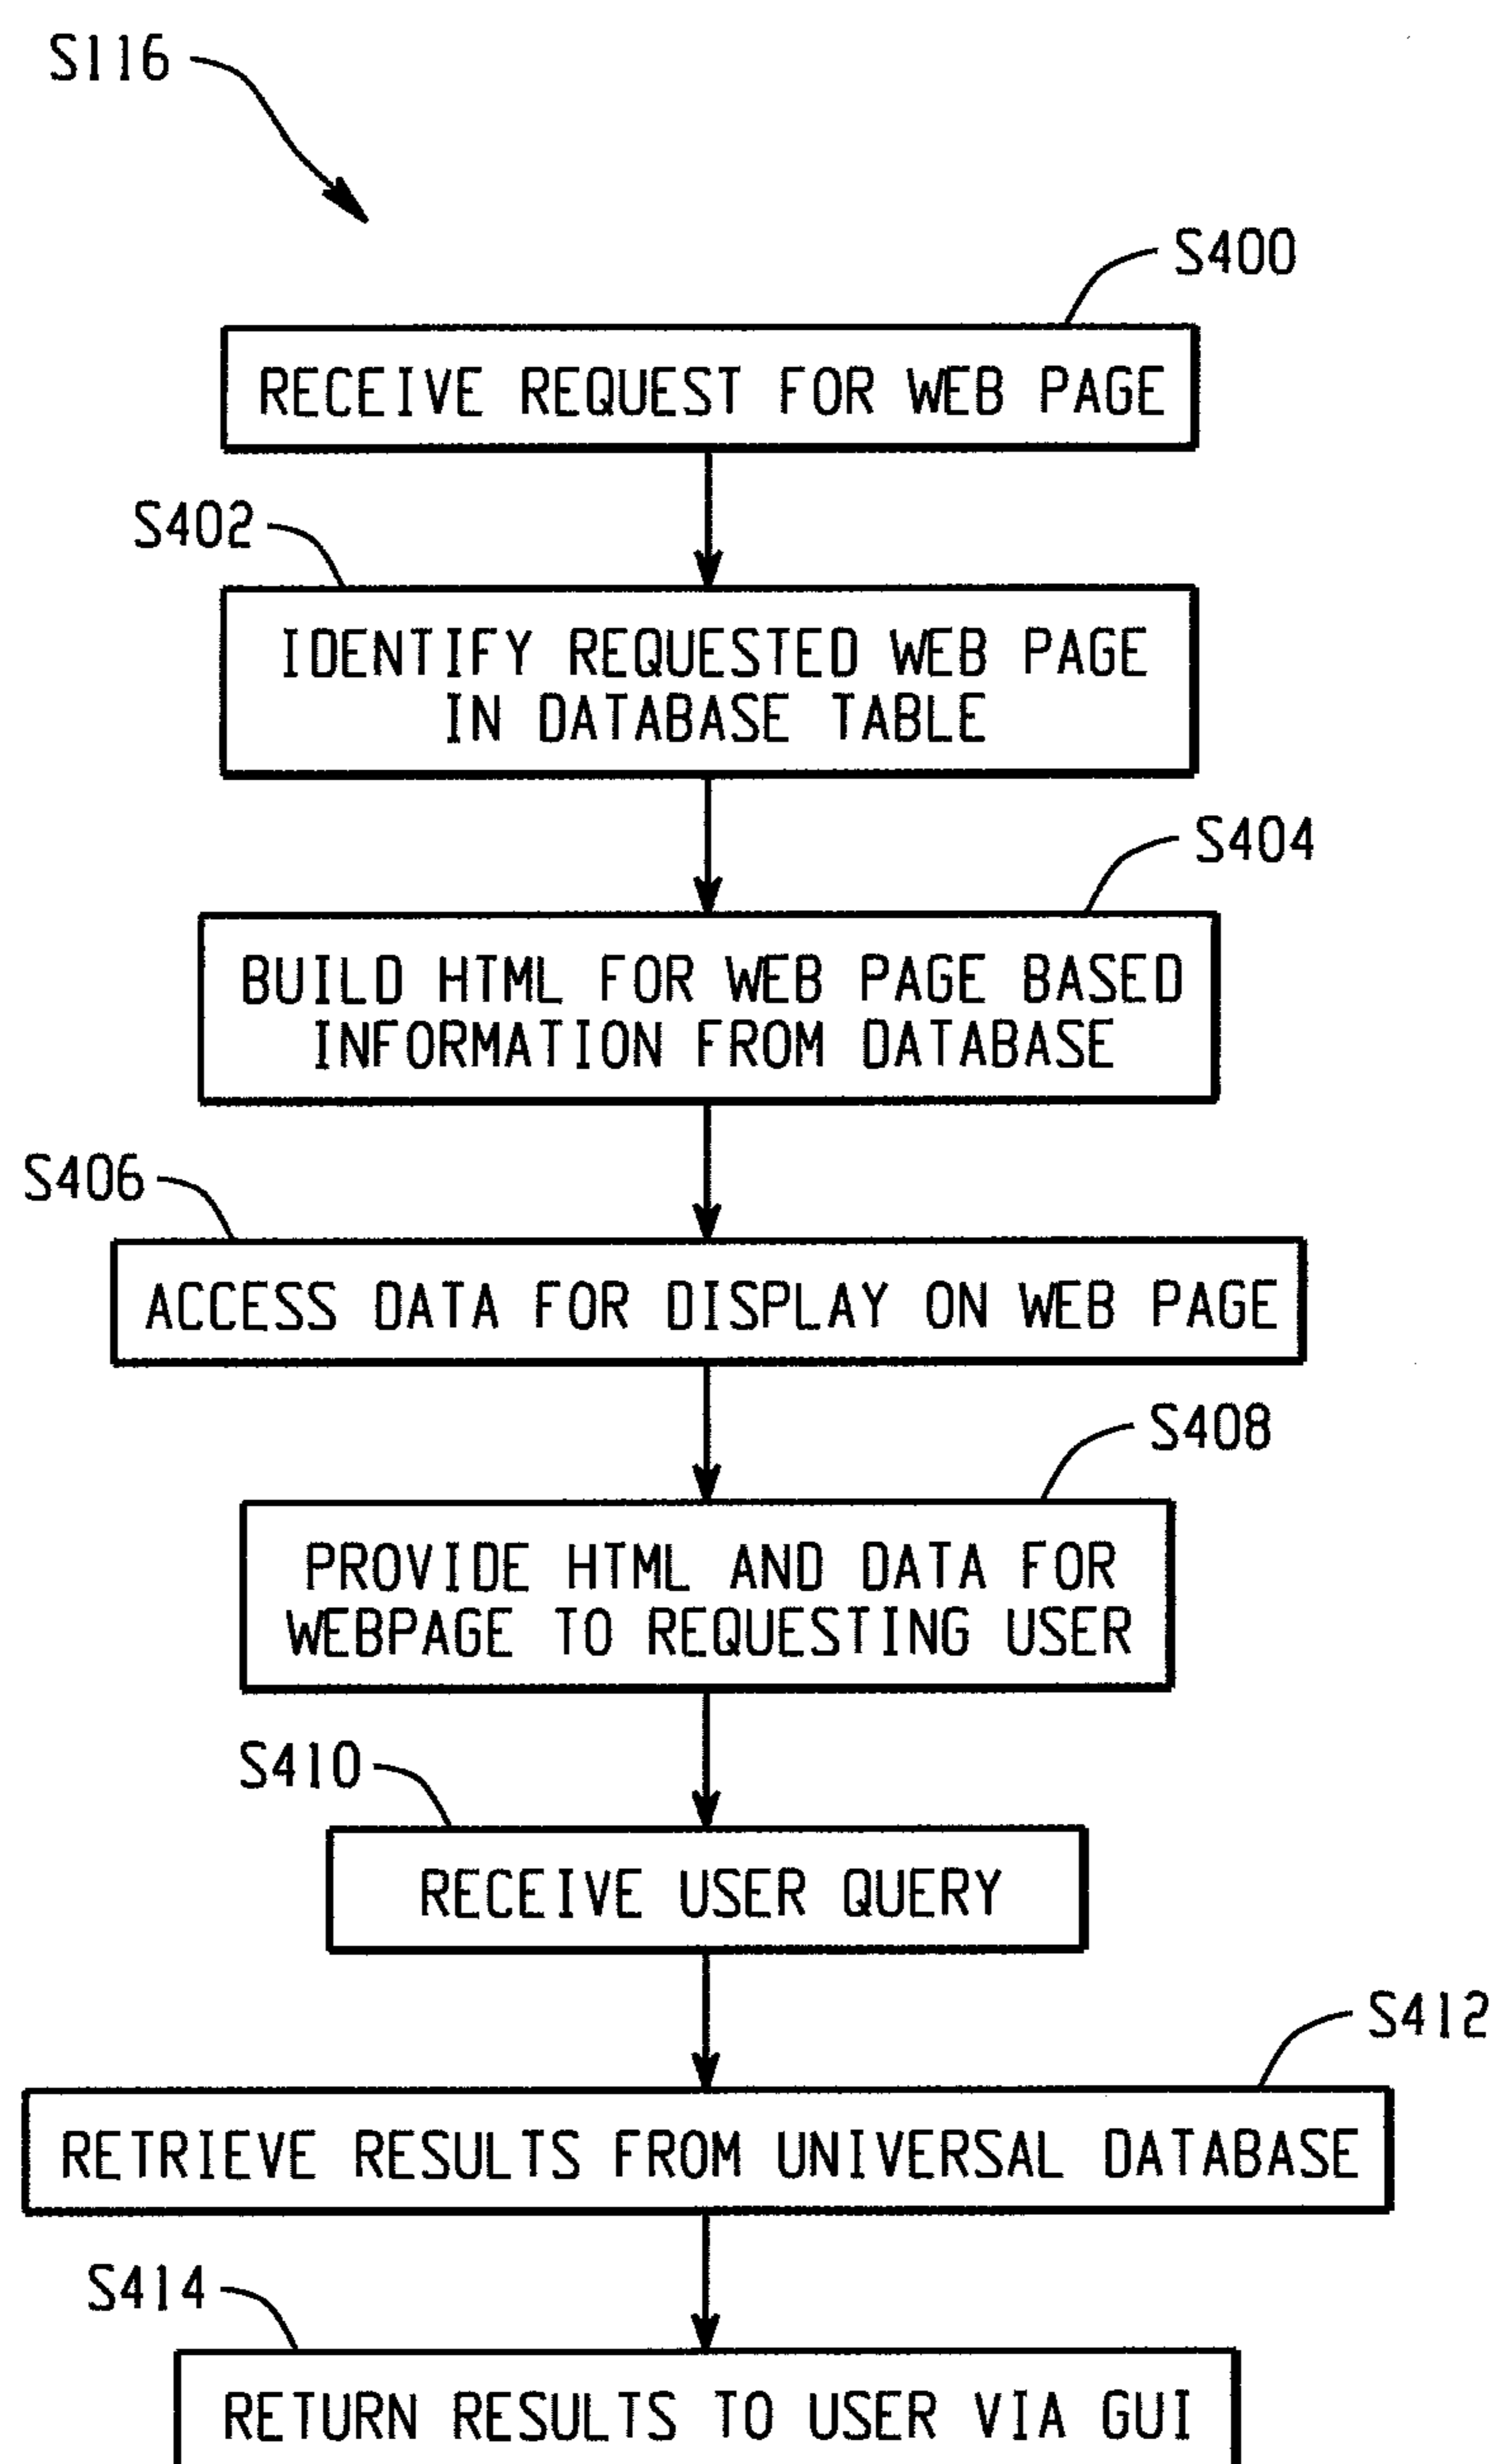 S116
S400
RECEIVE REQUEST FOR WEB PAGE
S402
IDENTIFY REQUESTED WEB PAGE
IN DATABASE TABLE
S404
BUILD HTML FOR WEB PAGE BASED
INFORMATION FROM DATABASE
S406
ACCESS DATA FOR DISPLAY ON WEB PAGE
S408
PROVIDE HTML AND DATA FOR
WEBPAGE TO REQUESTING USER
S410
RECEIVE USER QUERY
S412
RETRIEVE RESULTS FROM UNIVERSAL DATABASE
S414
RETURN RESULTS TO USER VIA GUI